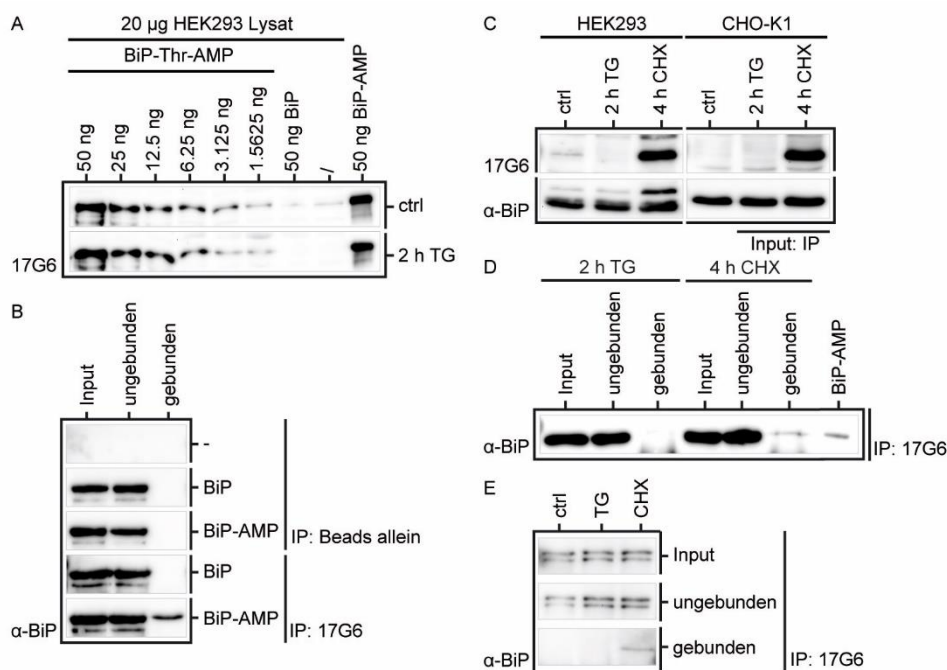 A
20 µg HEK293 Lysat
BiP-Thr-AMP
50 ng
25 ng
12.5 ng
6.25 ng
3.125 ng
1.5625 ng
50 ng BiP
-/-
50 ng BiP-AMP
ctrl
17G6
2 h TG
B
Input
ungebunden
gebunden
-
BiP
BiP-AMP
IP: Beads allein
BiP
α-BiP
BiP-AMP
IP: 17G6
C
HEK293
CHO-K1
ctrl
2 h TG
4 h CHX
ctrl
2 h TG
4 h CHX
17G6
α-BiP
Input: IP
D
2 h TG
4 h CHX
Input
ungebunden
gebunden
Input
ungebunden
gebunden
BiP-AMP
α-BiP
IP: 17G6
E
ctrl
TG
CHX
Input
ungebunden
gebunden
α-BiP
IP: 17G6